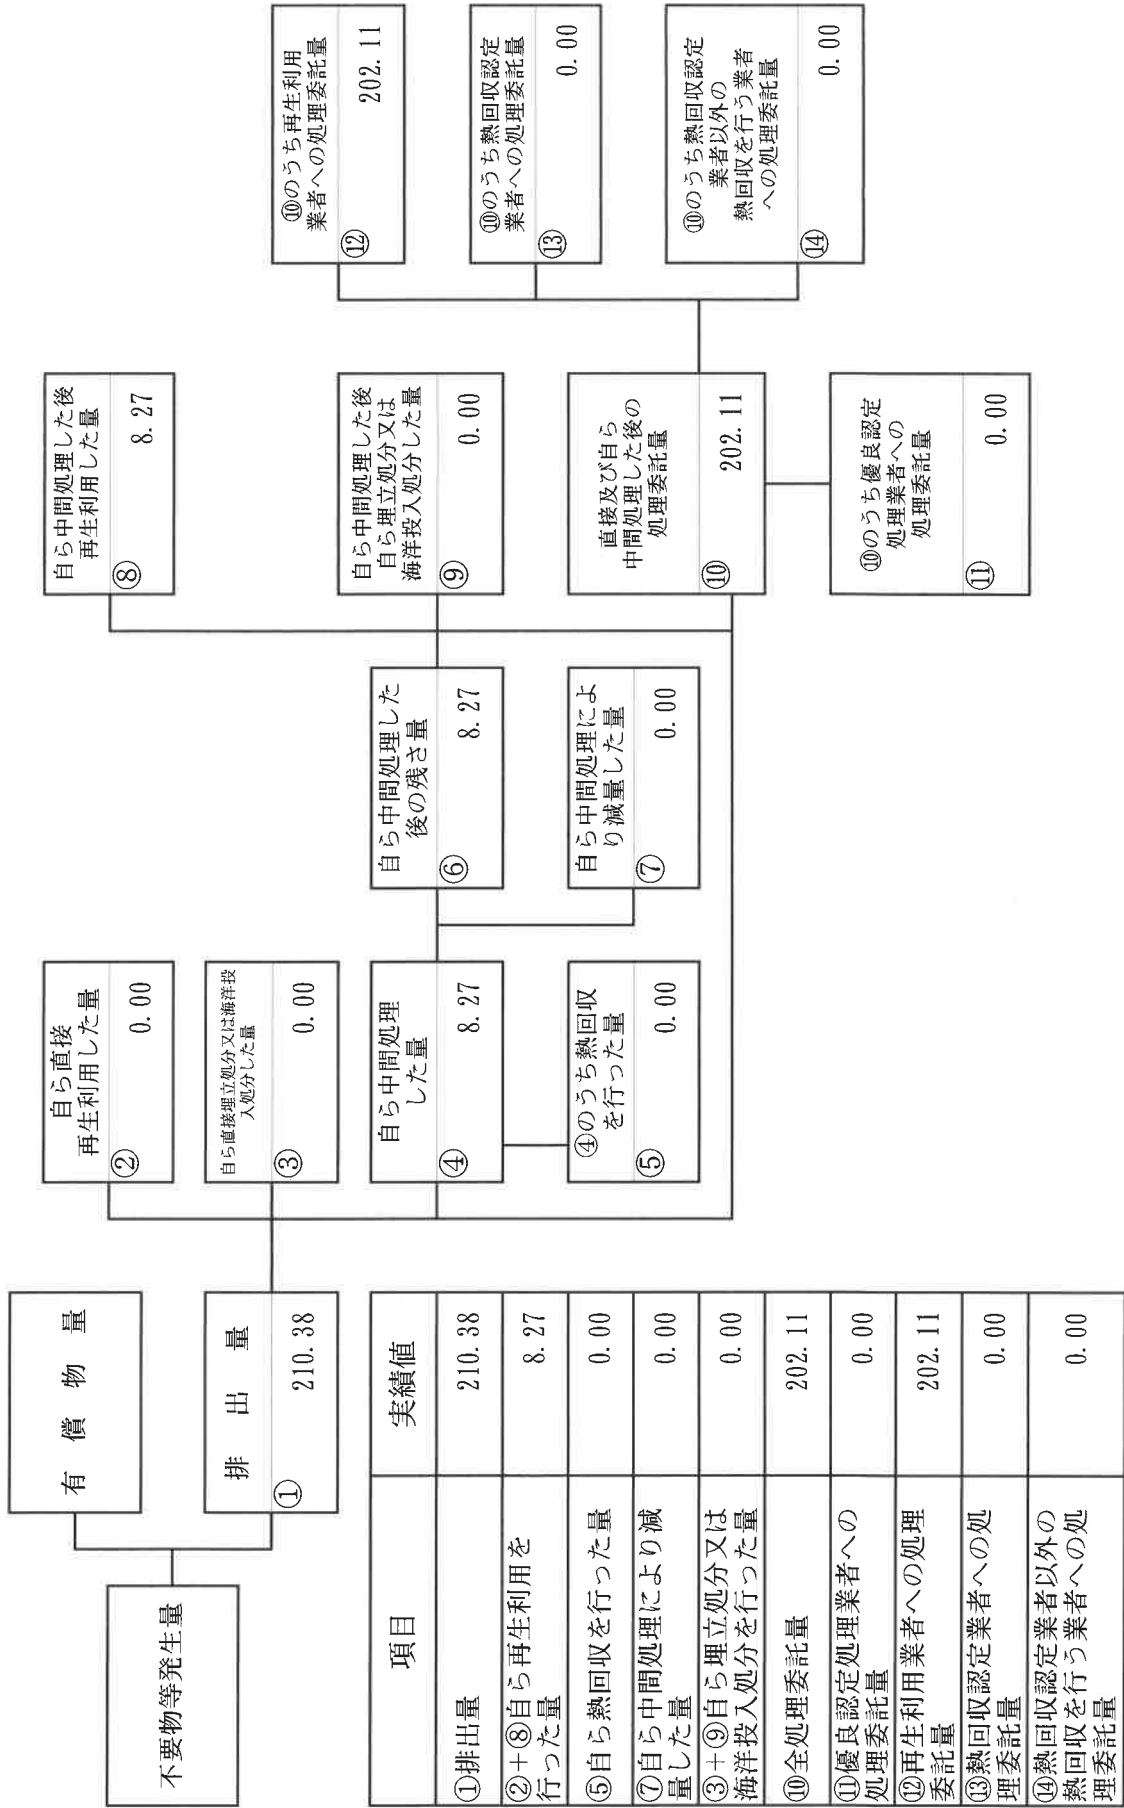 不要物等発生量
有償物量
排出量
① 210.38
自ら直接
再生利用した量
② 0.00
自ら直接埋立処分又は海洋投
入処分した量
③ 0.00
自ら中間処理
した量
④ 8.27
④のうち熱回収
を行った量
⑤ 0.00
自ら中間処理した
後の残さ量
⑥ 8.27
自ら中間処理によ
り減量した量
⑦ 0.00
自ら中間処理した後
再生利用した量
⑧ 8.27
自ら中間処理した後
自ら埋立処分又は
海洋投入処分した量
⑨ 0.00
直接及び自ら
中間処理した後の
処理委託量
⑩ 202.11
⑩のうち優良認定
処理業者への
処理委託量
⑪ 0.00
⑩のうち再生利用
業者への処理委託量
⑫ 202.11
⑩のうち熱回収認定
業者への処理委託量
⑬ 0.00
⑩のうち熱回収認定
業者以外の
熱回収を行う業者
への処理委託量
⑭ 0.00
項目 実績値
①排出量 210.38
②+⑧自ら再生利用を
行った量 8.27
⑤自ら熱回収を行った量 0.00
⑦自ら中間処理により減
量した量 0.00
③+⑨自ら埋立処分又は
海洋投入処分を行った量 0.00
⑩全処理委託量 202.11
⑪優良認定処理業者への
処理委託量 0.00
⑫再生利用業者への処理
委託量 202.11
⑬熱回収認定業者への処
理委託量 0.00
⑭熱回収認定業者以外の
熱回収を行う業者への処
理委託量 0.00